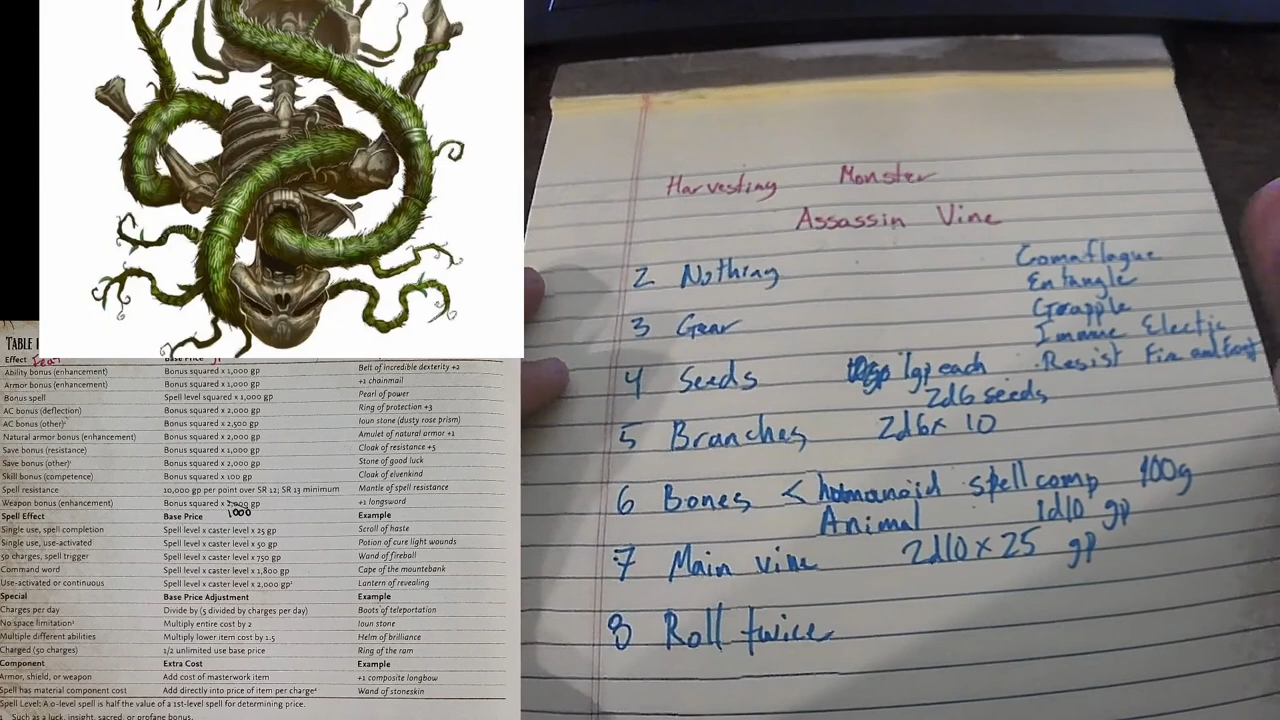 TABLE
Effect Base Price
Ability bonus (enhancement) Bonus squared x 1,000 gp Belt of incredible dexterity +2
Armor bonus (enhancement) Bonus squared x 1,000 gp +1 chainmail
Bonus spell Spell level squared x 1,000 gp Pearl of power
AC bonus (deflection) Bonus squared x 2,000 gp Ring of protection +3
AC bonus (other)¹ Bonus squared x 2,500 gp Ioun stone (dusty rose prism)
Natural armor bonus (enhancement) Bonus squared x 2,000 gp Amulet of natural armor +1
Save bonus (resistance) Bonus squared x 1,000 gp Cloak of resistance +5
Save bonus (other)¹ Bonus squared x 2,000 gp Stone of good luck
Skill bonus (competence) Bonus squared x 100 gp Cloak of elvenkind
Spell resistance 10,000 gp per point over SR 12; SR 13 minimum Mantle of spell resistance
Weapon bonus (enhancement) Bonus squared x gp +1 longsword
1000
Spell Effect Base Price Example
Single use, spell completion Spell level x caster level x 25 gp Scroll of haste
Single use, use-activated Spell level x caster level x 50 gp Potion of cure light wounds
50 charges, spell trigger Spell level x caster level x 750 gp Wand of fireball
Command word Spell level x caster level x 1,800 gp Cape of the mountebank
Use-activated or continuous Spell level x caster level x 2,000 gp² Lantern of revealing
Special Base Price Adjustment Example
Charges per day Divide by (5 divided by charges per day) Boots of teleportation
No space limitation³ Multiply entire cost by 2 Ioun stone
Multiple different abilities Multiply lower item cost by 1.5 Helm of brilliance
Charged (50 charges) 1/2 unlimited use base price Ring of the ram
Component Extra Cost Example
Armor, shield, or weapon Add cost of masterwork item +1 composite longbow
Spell has material component cost Add directly into price of item per charge⁴ Wand of stoneskin
Spell Level: A 0-level spell is half the value of a 1st-level spell for determining price.
1 Such as a luck, insight, sacred, or profane bonus.
Harvesting Monster
Assassin Vine
2 Nothing
3 Gear
4 Seeds 1gp each
2d6 seeds
5 Branches 2d6 x 10
6 Bones < homanoid spell comp 100g
Animal 1d10 gp
7 Main vine 2d10 x 25 gp
8 Roll twice
Comaflague
Entangle
Grapple
Immune Electic
Resist Fire and